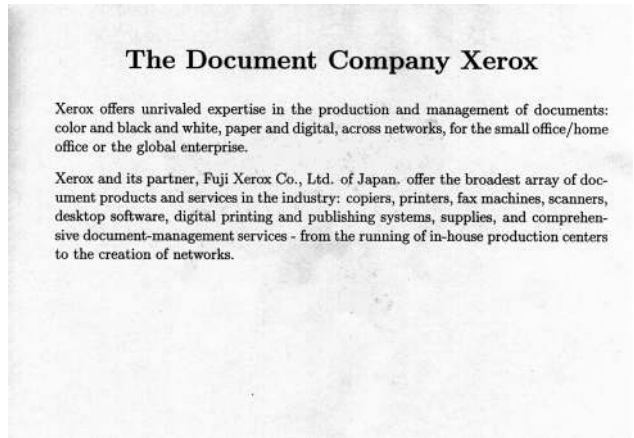 The Document Company Xerox
Xerox offers unrivaled expertise in the production and management of documents:
color and black and white, paper and digital, across networks, for the small office/home
office or the global enterprise.
Xerox and its partner, Fuji Xerox Co., Ltd. of Japan. offer the broadest array of doc-
ument products and services in the industry: copiers, printers, fax machines, scanners,
desktop software, digital printing and publishing systems, supplies, and comprehen-
sive document-management services - from the running of in-house production centers
to the creation of networks.